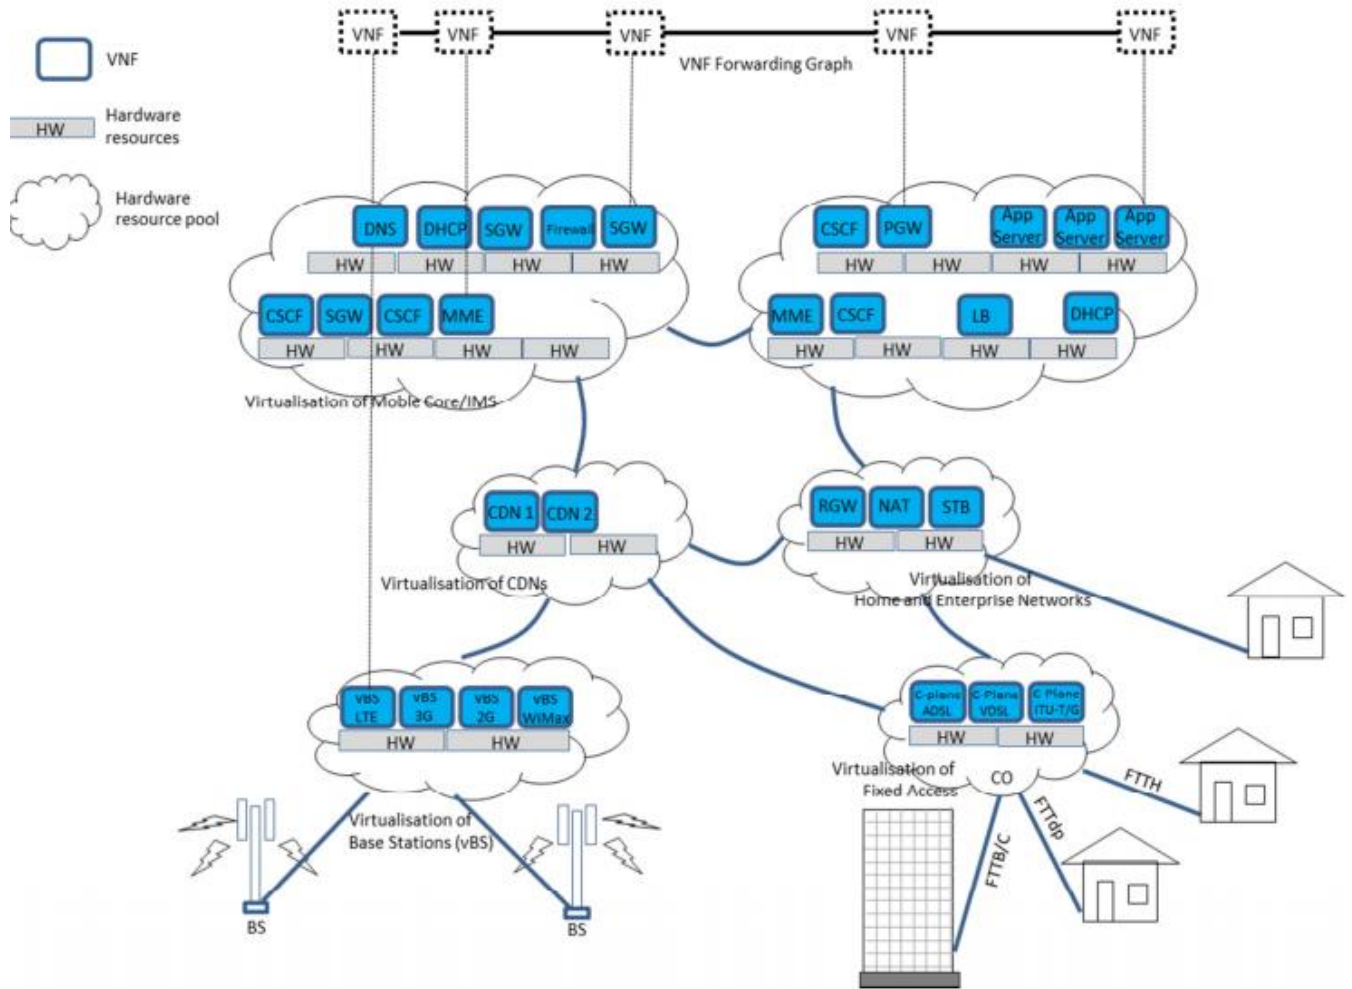 VNF
VNF
VNF
VNF
VNF
VNF Forwarding Graph
VNF
HW
Hardware
resources
Hardware
resource pool
DNS
DHCP
SGW
Firewall
SGW
HW
HW
HW
HW
CSCF
SGW
CSCF
MME
HW
HW
HW
HW
Virtualisation of Moble Core/IMS
CSCF
PGW
App
Server
App
Server
App
Server
HW
HW
HW
HW
MME
CSCF
LB
DHCP
HW
HW
HW
HW
CDN 1
CDN 2
HW
HW
Virtualisation of CDNs
RGW
NAT
STB
HW
HW
Virtualisation of
Home and Enterprise Networks
vBS
LTE
vBS
3G
vBS
2G
vBS
WiMax
HW
HW
Virtualisation of
Base Stations (vBS)
BS
BS
C-plane
ADSL
C-Plane
VDSL
C Plane
ITU-T/G
HW
HW
CO
Virtualisation of
Fixed Access
FTTH
FTTdp
FTTB/C